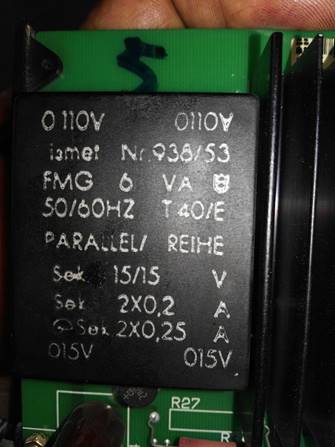 0 110V 0110V
ismet Nr.938/53
FMG 6 VA
50/60HZ T40/E
PARALLEL/ REIHE
Sek 15/15 V
Sek 2X0,2 A
Sek 2X0,25 A
015V 015V
R27
R